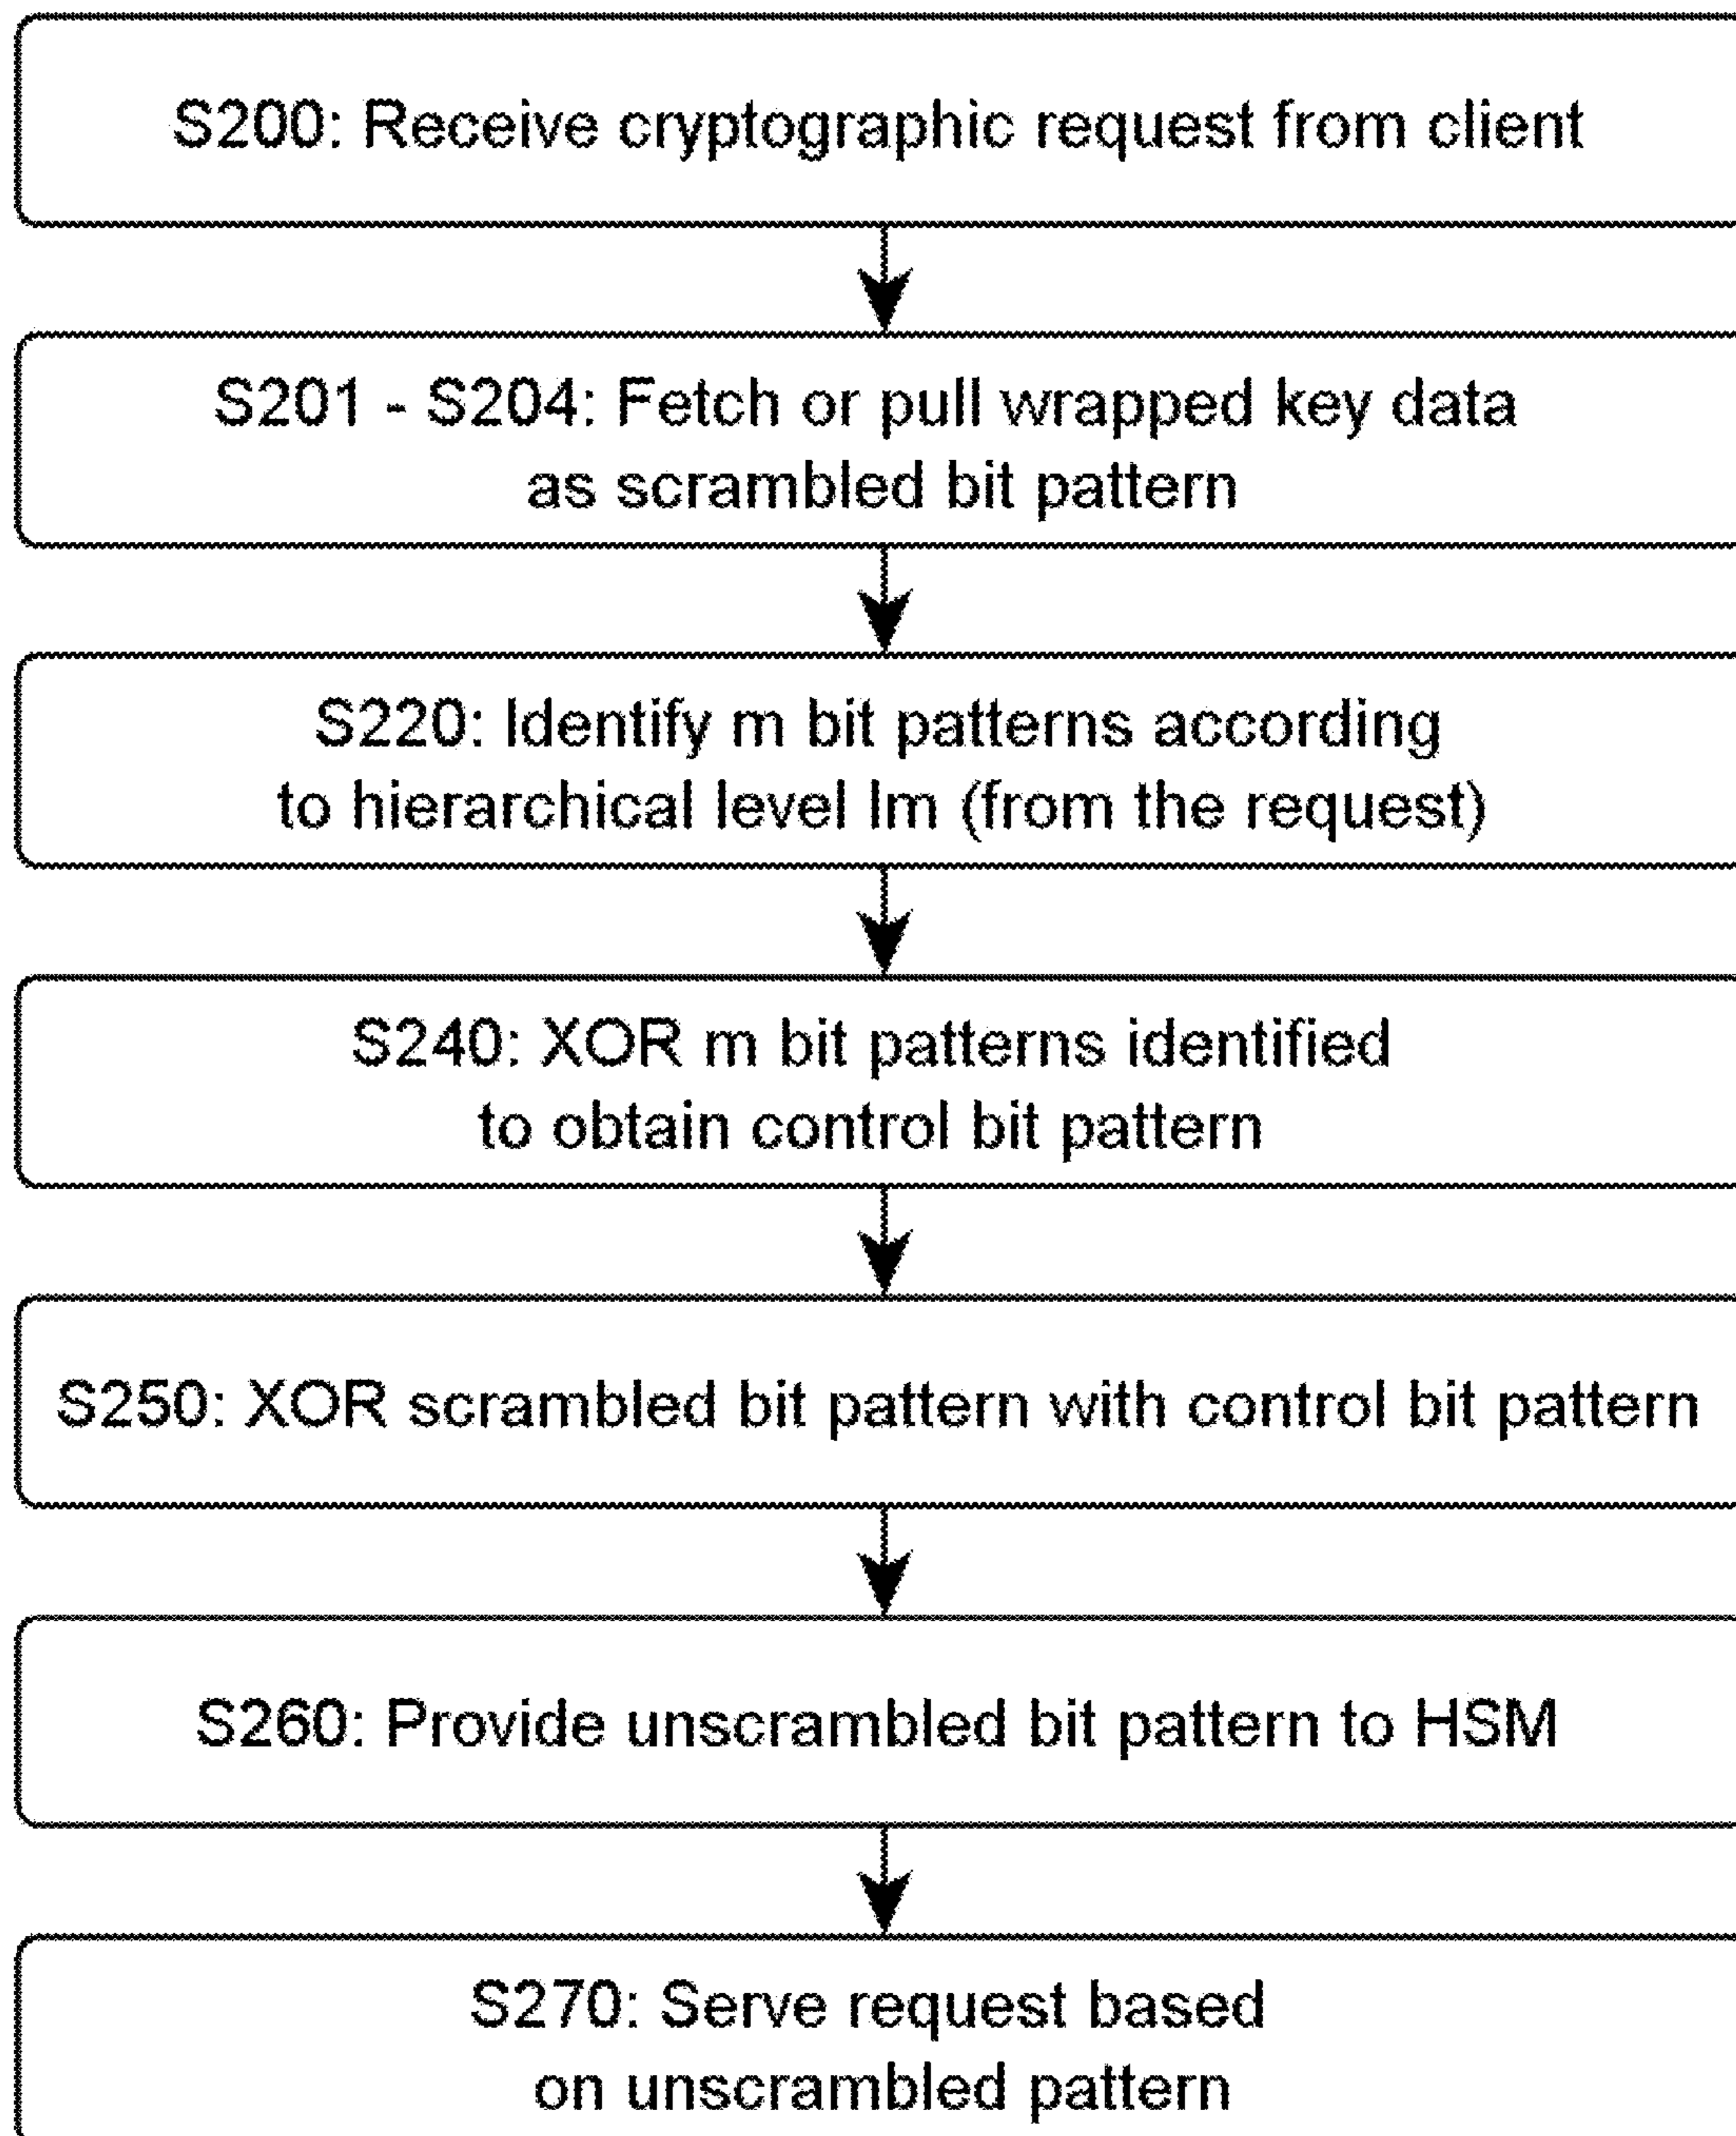 S200: Receive cryptographic request from client
S201 - S204: Fetch or pull wrapped key data
as scrambled bit pattern
S220: Identify m bit patterns according
to hierarchical level lm (from the request)
S240: XOR m bit patterns identified
to obtain control bit pattern
S250: XOR scrambled bit pattern with control bit pattern
S260: Provide unscrambled bit pattern to HSM
S270: Serve request based
on unscrambled pattern